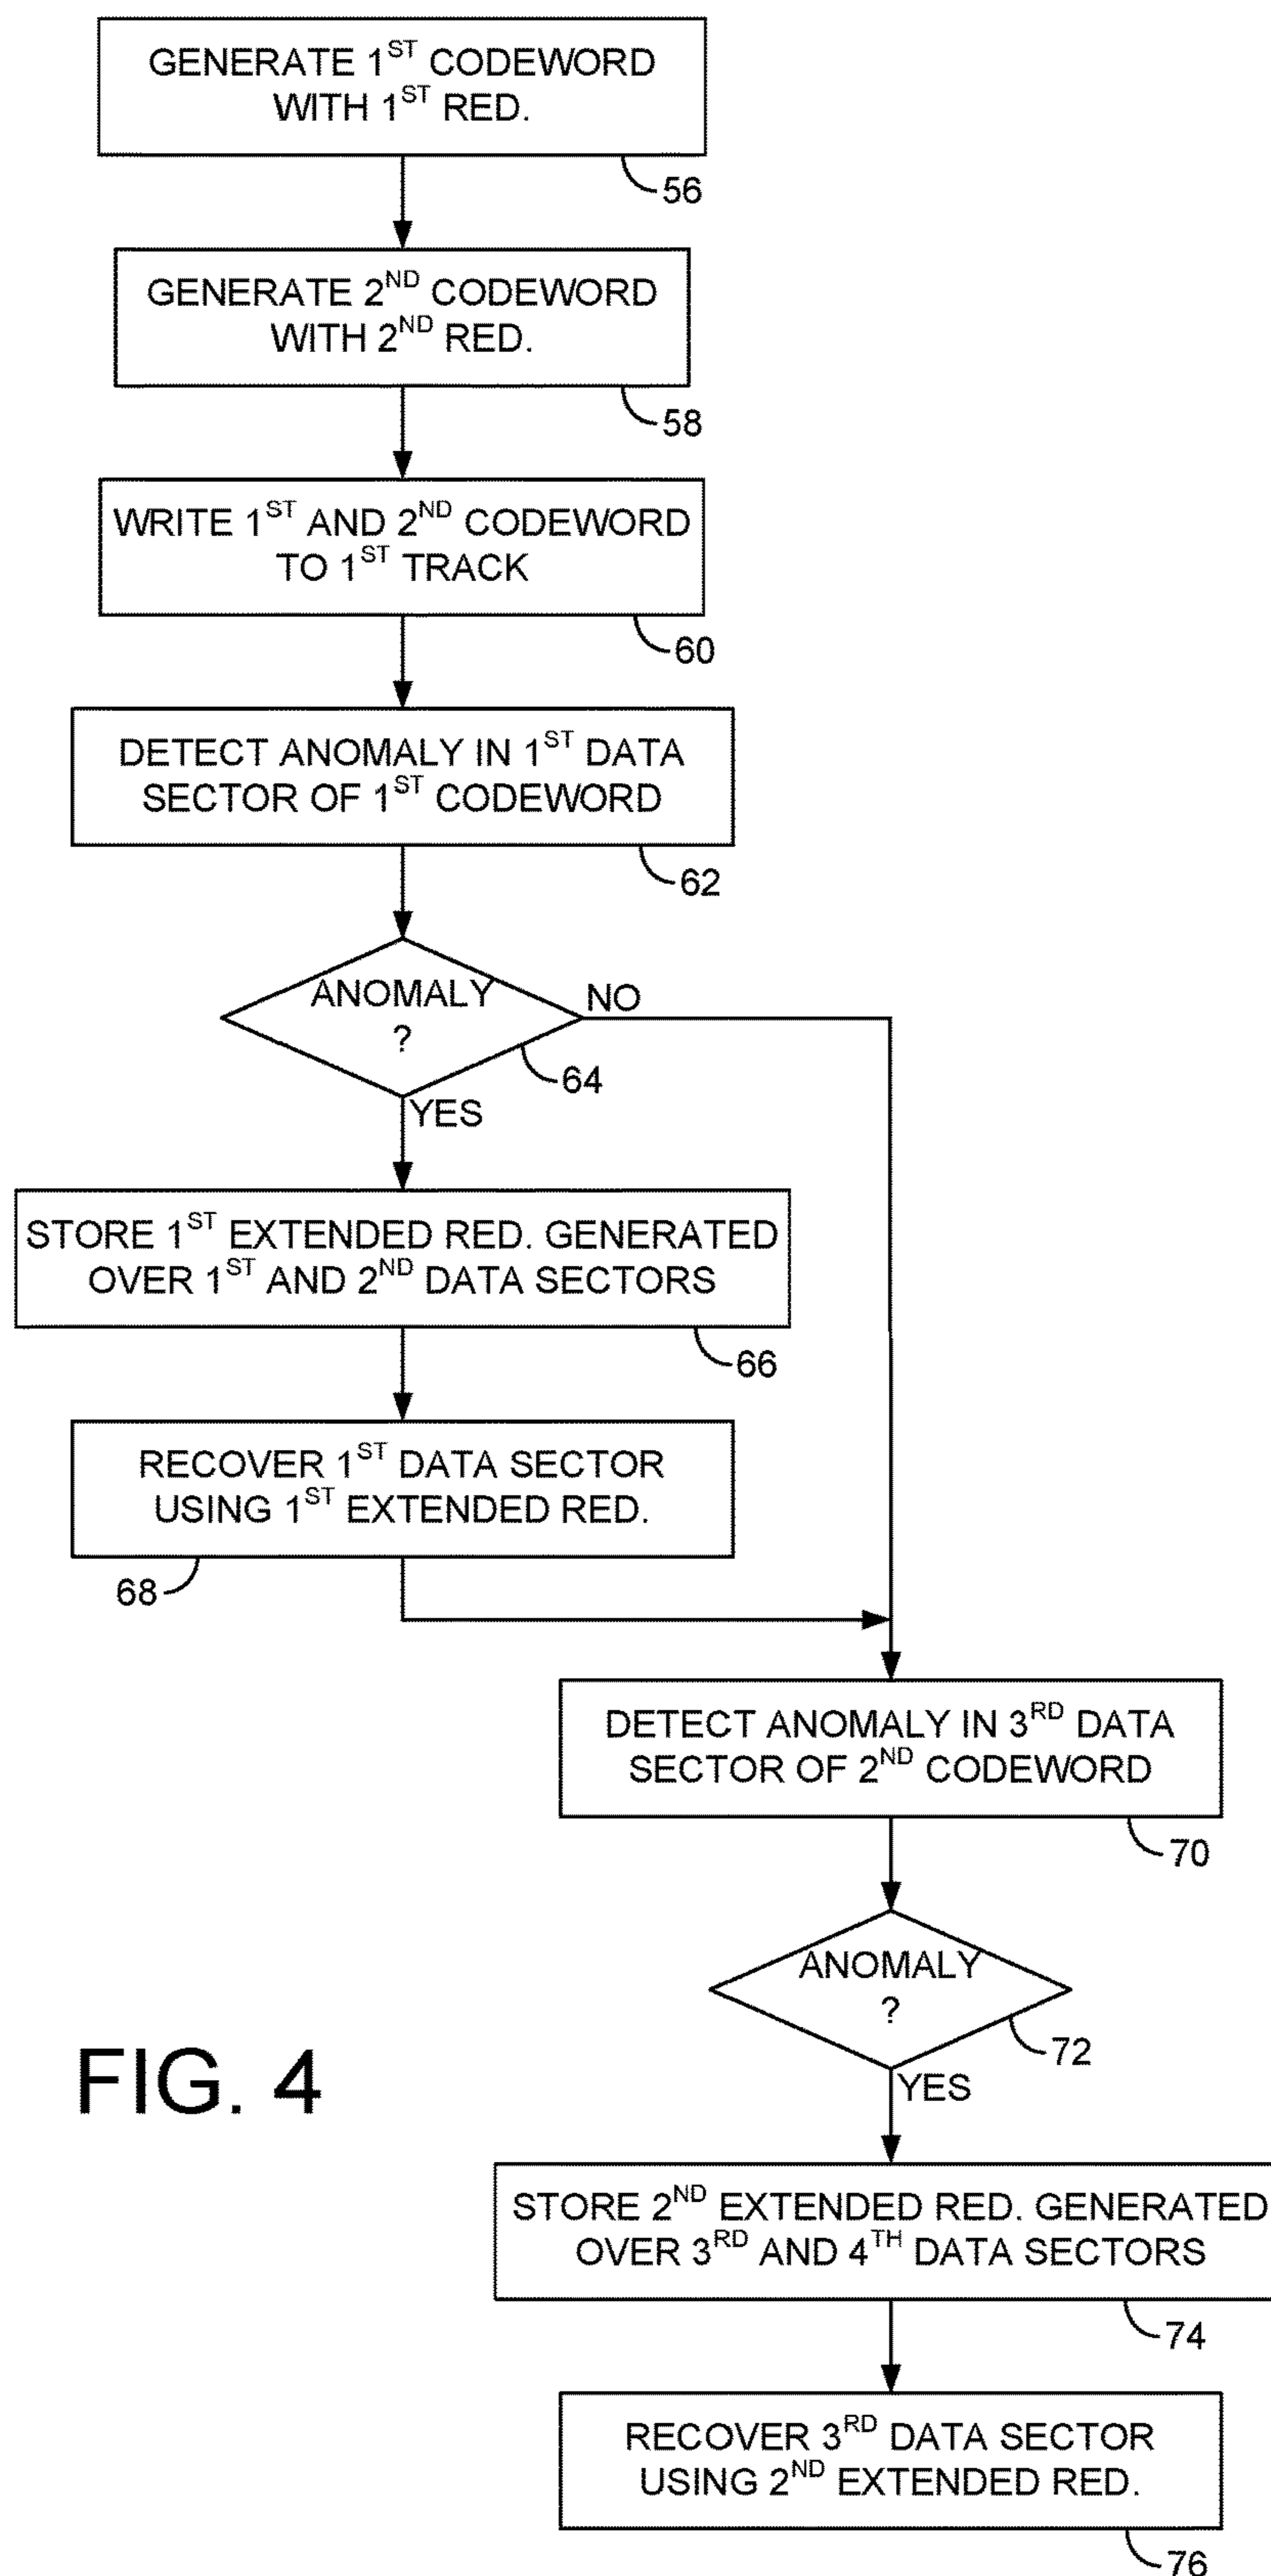 GENERATE 1ST CODEWORD
WITH 1ST RED.
56
GENERATE 2ND CODEWORD
WITH 2ND RED.
58
WRITE 1ST AND 2ND CODEWORD
TO 1ST TRACK
60
DETECT ANOMALY IN 1ST DATA
SECTOR OF 1ST CODEWORD
62
ANOMALY
?
NO
64
YES
STORE 1ST EXTENDED RED. GENERATED
OVER 1ST AND 2ND DATA SECTORS
66
RECOVER 1ST DATA SECTOR
USING 1ST EXTENDED RED.
68
DETECT ANOMALY IN 3RD DATA
SECTOR OF 2ND CODEWORD
70
ANOMALY
?
72
YES
FIG. 4
STORE 2ND EXTENDED RED. GENERATED
OVER 3RD AND 4TH DATA SECTORS
74
RECOVER 3RD DATA SECTOR
USING 2ND EXTENDED RED.
76